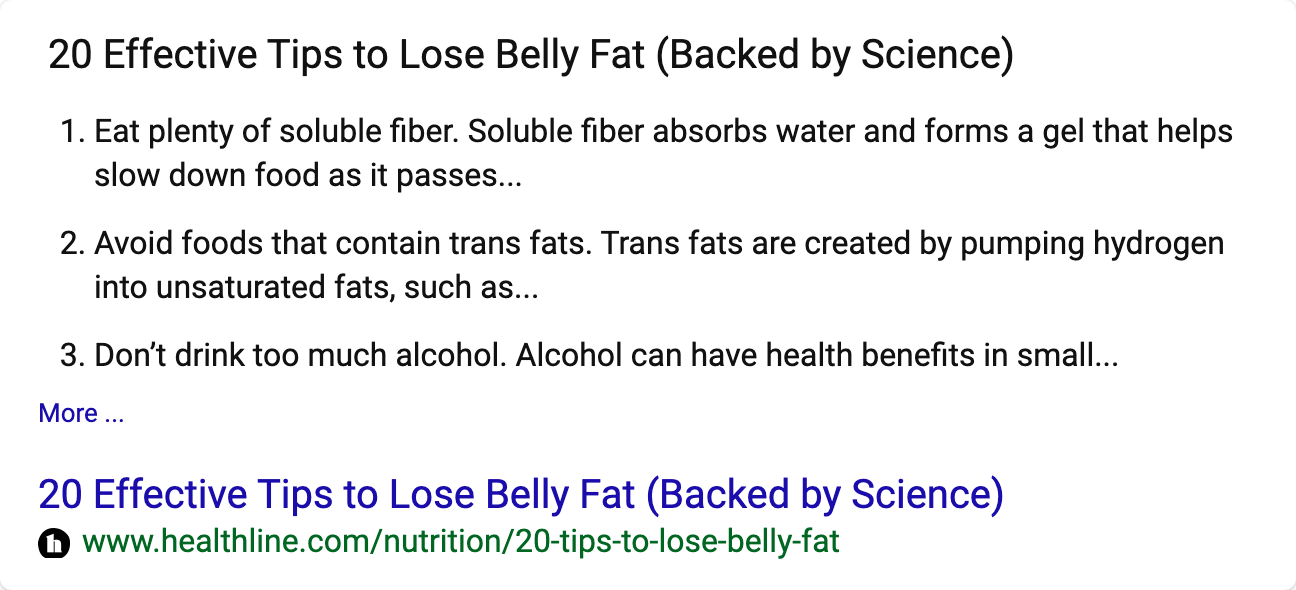 20 Effective Tips to Lose Belly Fat (Backed by Science)
1. Eat plenty of soluble fiber. Soluble fiber absorbs water and forms a gel that helps
slow down food as it passes...
2. Avoid foods that contain trans fats. Trans fats are created by pumping hydrogen
into unsaturated fats, such as...
3. Don’t drink too much alcohol. Alcohol can have health benefits in small...
More ...
20 Effective Tips to Lose Belly Fat (Backed by Science)
h www.healthline.com/nutrition/20-tips-to-lose-belly-fat